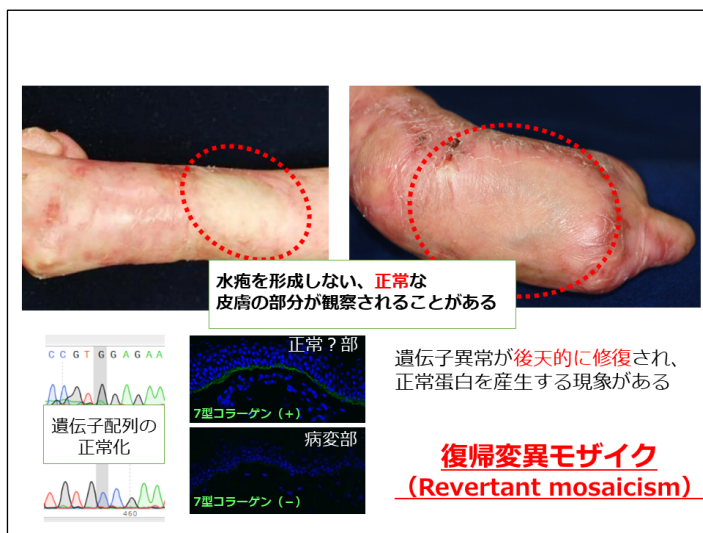 水疱を形成しない、正常な
皮膚の部分が観察されることがある
CCGTGGAGAA
遺伝子配列の
正常化
460
正常？部
7型コラーゲン（+）
病変部
7型コラーゲン（−）
遺伝子異常が後天的に修復され、
正常蛋白を産生する現象がある
復帰変異モザイク
（Revertant mosaicism）